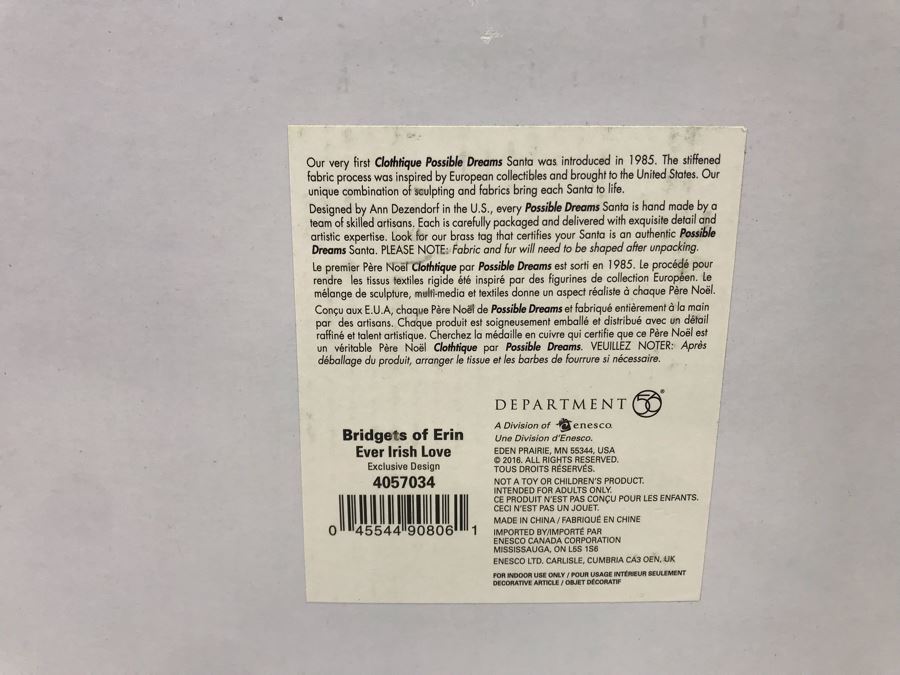 Our very first Clothtique Possible Dreams Santa was introduced in 1985. The stiffened
fabric process was inspired by European collectibles and brought to the United States. Our
unique combination of sculpting and fabrics bring each Santa to life.
Designed by Ann Dezendorf in the U.S., every Possible Dreams Santa is hand made by a
team of skilled artisans. Each is carefully packaged and delivered with exquisite detail and
artistic expertise. Look for our brass tag that certifies your Santa is an authentic Possible
Dreams Santa. PLEASE NOTE: Fabric and fur will need to be shaped after unpacking.
Le premier Père Noël Clothtique par Possible Dreams est sorti en 1985. Le procédé pour
rendre les tissus textiles rigide été inspiré par des figurines de collection Européen. Le
mélange de sculpture, multi-media et textiles donne un aspect réaliste à chaque Père Noël.
Conçu aux E.U.A, chaque Père Noël de Possible Dreams et fabriqué entièrement à la main
par des artisans. Chaque produit est soigneusement emballé et distribué avec un détail
raffiné et talent artistique. Cherchez la médaille en cuivre qui certifie que ce Père Noël est
un véritable Père Noël Clothtique par Possible Dreams. VEUILLEZ NOTER: Après
déballage du produit, arranger le tissue et les barbes de fourrure si nécessaire.
Bridgets of Erin
Ever Irish Love
Exclusive Design
4057034
0 45544 90806 1
DEPARTMENT 56®
A Division of enesco.
Une Division d'Enesco.
EDEN PRAIRIE, MN 55344, USA
© 2016. ALL RIGHTS RESERVED.
TOUS DROITS RÉSERVÉS.
NOT A TOY OR CHILDREN'S PRODUCT.
INTENDED FOR ADULTS ONLY.
CE PRODUIT N'EST PAS CONÇU POUR LES ENFANTS.
CECI N'EST PAS UN JOUET.
MADE IN CHINA / FABRIQUÉ EN CHINE
IMPORTED BY/IMPORTÉ PAR
ENESCO CANADA CORPORATION
MISSISSAUGA, ON L5S 1S6
ENESCO LTD. CARLISLE, CUMBRIA CA3 OEN, UK
FOR INDOOR USE ONLY / POUR USAGE INTÉRIEUR SEULEMENT
DECORATIVE ARTICLE / OBJET DÉCORATIF